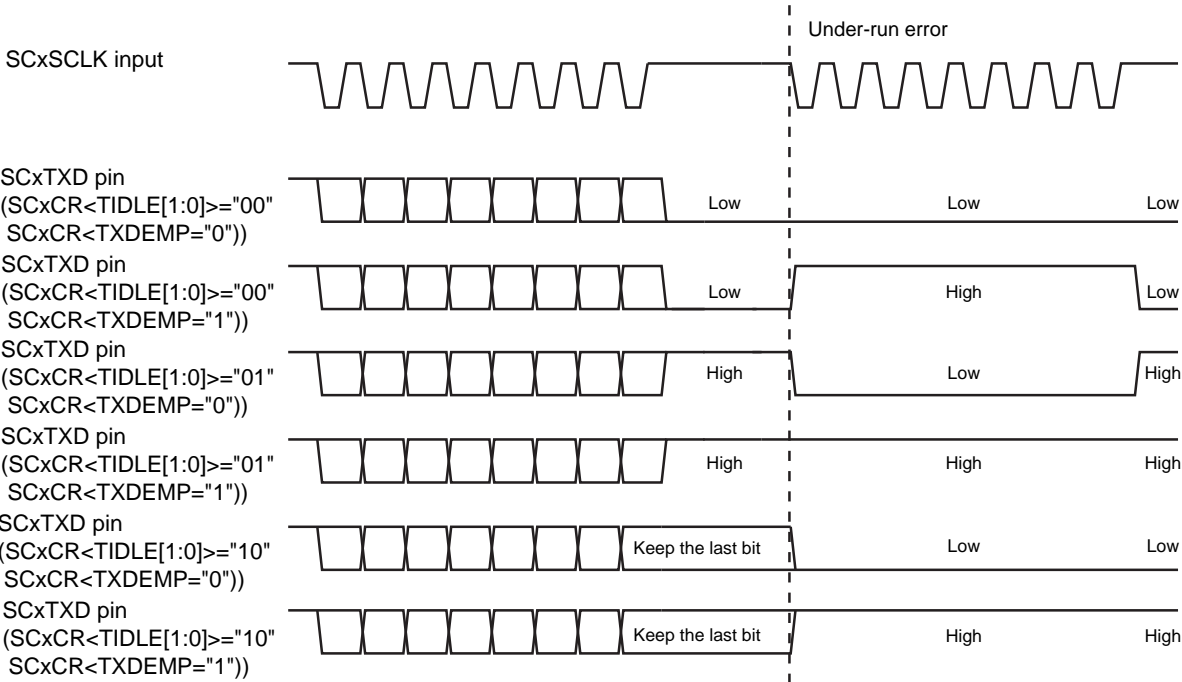 Under-run error
SCxSCLK input
SCxTXD pin
(SCxCR<TIDLE[1:0]>="00"
SCxCR<TXDEMP="0"))
Low Low Low
SCxTXD pin
(SCxCR<TIDLE[1:0]>="00"
SCxCR<TXDEMP="1"))
Low High Low
SCxTXD pin
(SCxCR<TIDLE[1:0]>="01"
SCxCR<TXDEMP="0"))
High Low High
SCxTXD pin
(SCxCR<TIDLE[1:0]>="01"
SCxCR<TXDEMP="1"))
High High High
SCxTXD pin
(SCxCR<TIDLE[1:0]>="10"
SCxCR<TXDEMP="0"))
Keep the last bit Low Low
SCxTXD pin
(SCxCR<TIDLE[1:0]>="10"
SCxCR<TXDEMP="1"))
Keep the last bit High High